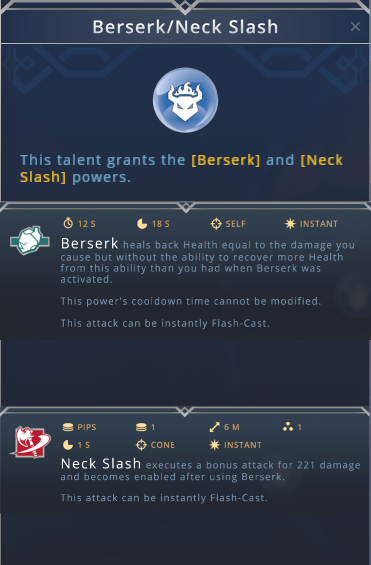 Berserk/Neck Slash
This talent grants the [Berserk] and [Neck
Slash] powers.
12 S 18 S SELF INSTANT
Berserk heals back Health equal to the damage you
cause but without the ability to recover more Health
from this ability than you had when Berserk was
activated.
This power's cooldown time cannot be modified.
This attack can be instantly Flash-Cast.
PIPS 1 6 M 1
1 S CONE INSTANT
Neck Slash executes a bonus attack for 221 damage
and becomes enabled after using Berserk.
This attack can be instantly Flash-Cast.